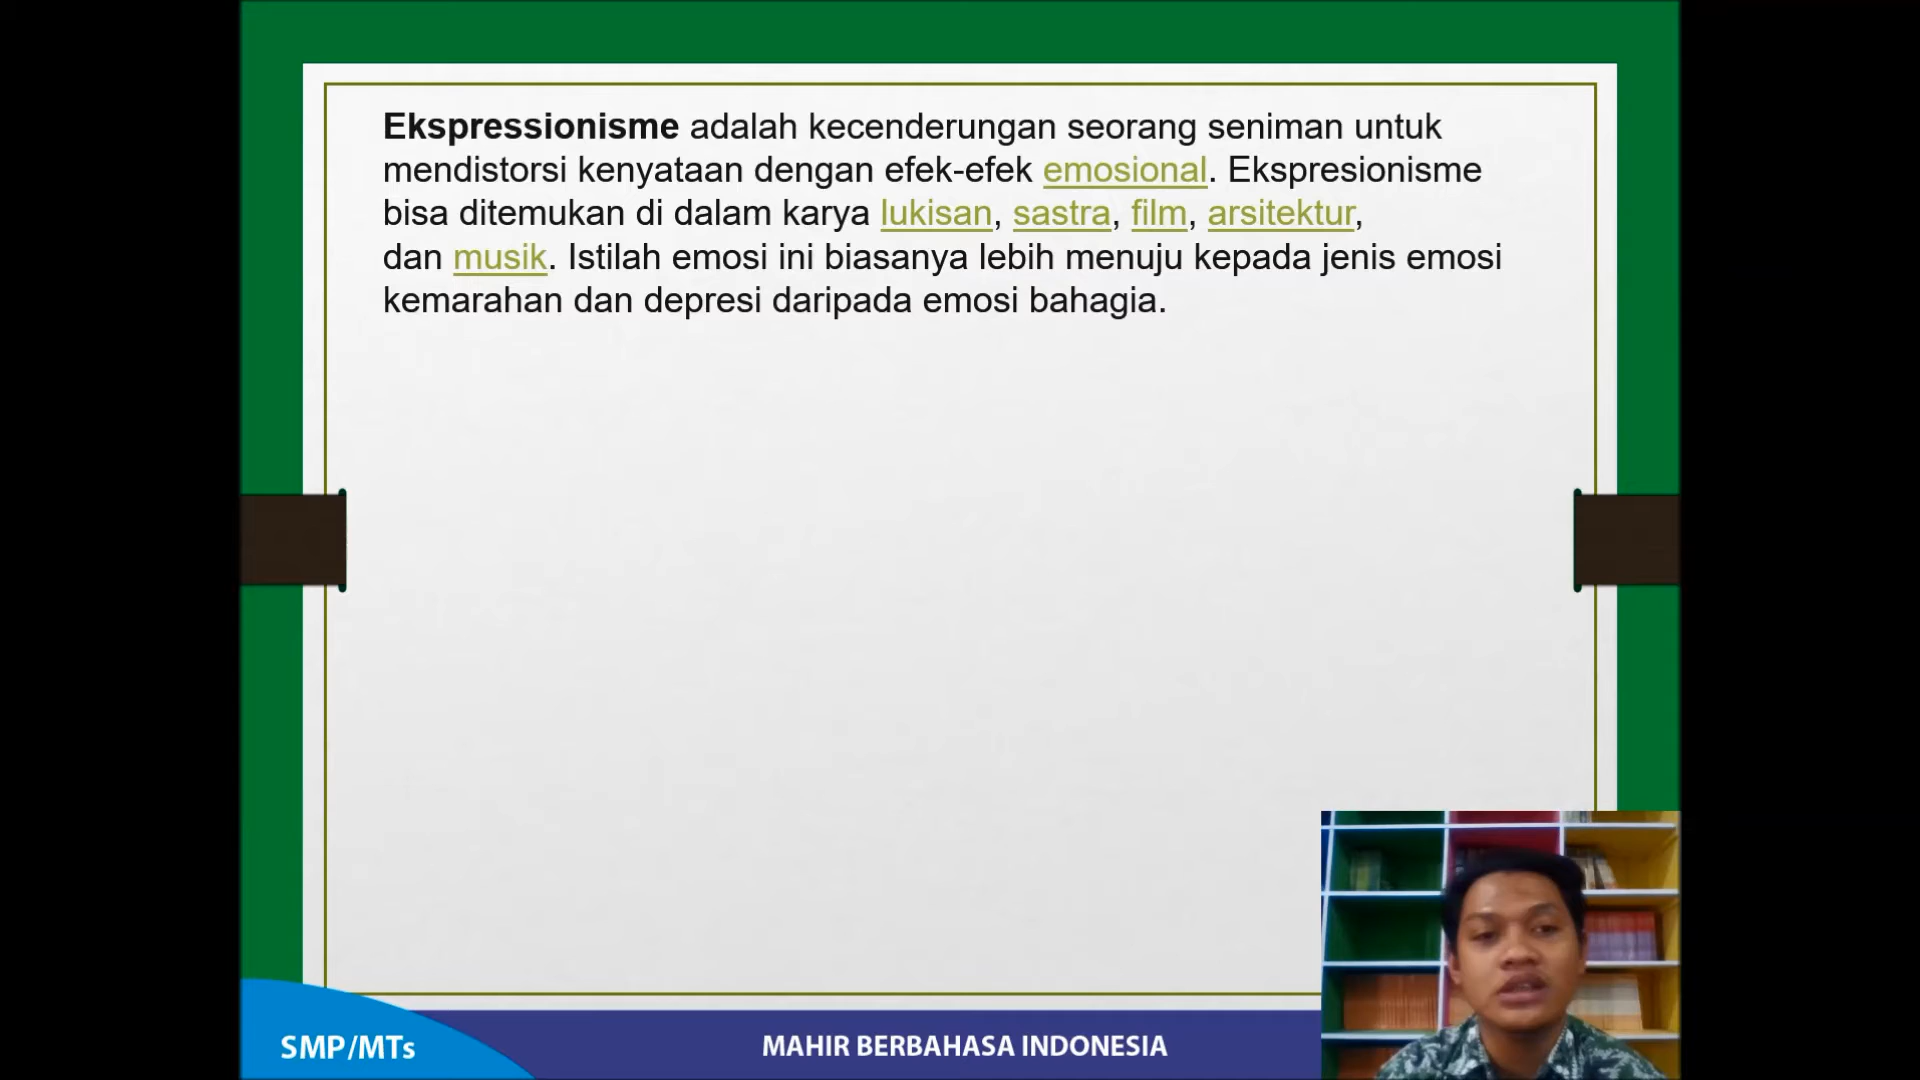 Ekspressionisme adalah kecenderungan seorang seniman untuk
mendistorsi kenyataan dengan efek-efek emosional. Ekspresionisme
bisa ditemukan di dalam karya lukisan, sastra, film, arsitektur,
dan musik. Istilah emosi ini biasanya lebih menuju kepada jenis emosi
kemarahan dan depresi daripada emosi bahagia.
SMP/MTs
MAHIR BERBAHASA INDONESIA